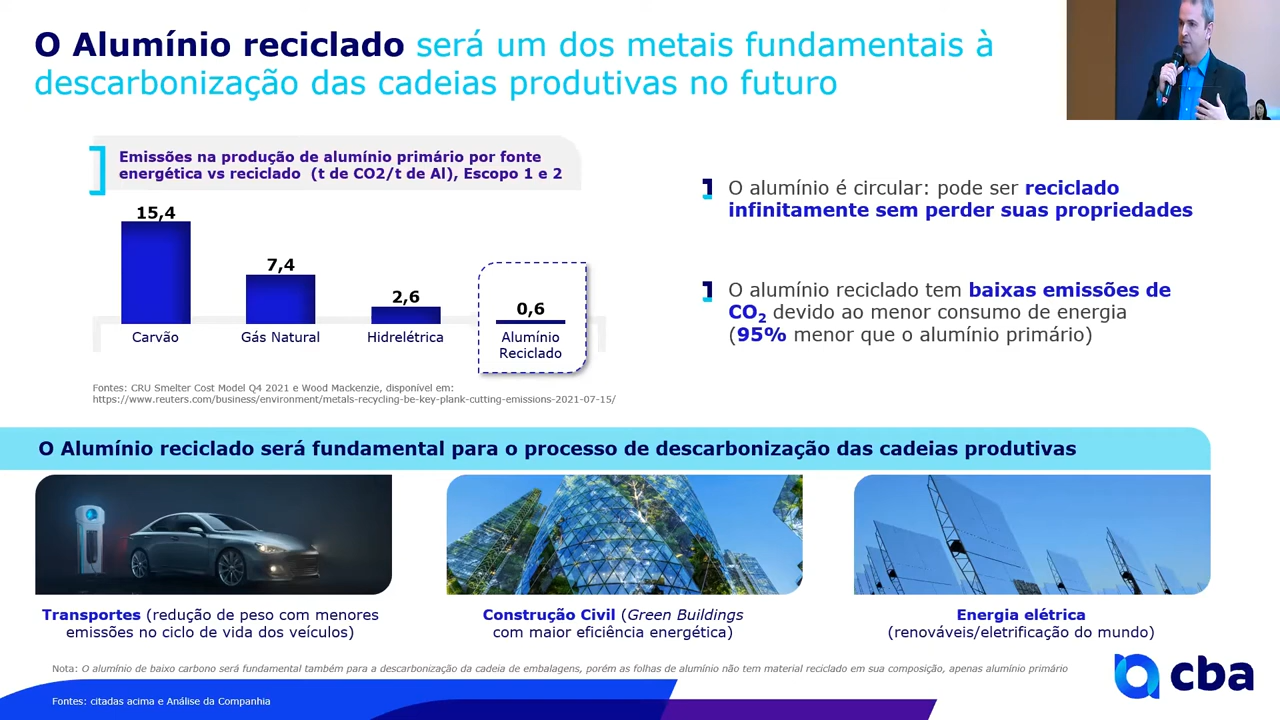 O Alumínio reciclado será um dos metais fundamentais à
descarbonização das cadeias produtivas no futuro
Emissões na produção de alumínio primário por fonte
energética vs reciclado (t de CO2/t de Al), Escopo 1 e 2
15,4
7,4
2,6
0,6
Carvão
Gás Natural
Hidrelétrica
Alumínio
Reciclado
Fontes: CRU Smelter Cost Model Q4 2021 e Wood Mackenzie, disponível em:
https://www.reuters.com/business/environment/metals-recycling-be-key-plank-cutting-emissions-2021-07-15/
O alumínio é circular: pode ser reciclado
infinitamente sem perder suas propriedades
O alumínio reciclado tem baixas emissões de
CO₂ devido ao menor consumo de energia
(95% menor que o alumínio primário)
O Alumínio reciclado será fundamental para o processo de descarbonização das cadeias produtivas
Transportes (redução de peso com menores
emissões no ciclo de vida dos veículos)
Construção Civil (Green Buildings
com maior eficiência energética)
Energia elétrica
(renováveis/eletrificação do mundo)
Nota: O alumínio de baixo carbono será fundamental também para a descarbonização da cadeia de embalagens, porém as folhas de alumínio não tem material reciclado em sua composição, apenas alumínio primário
cba
Fontes: citadas acima e Análise da Companhia